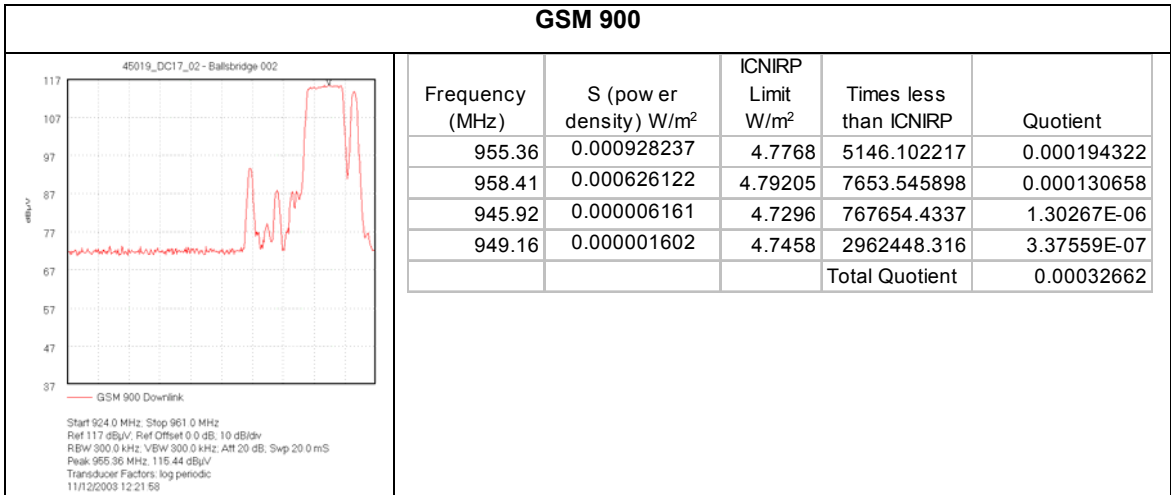 GSM 900
45019_DC17_02 - Ballsbridge 002
117
107
97
87
77
67
57
47
37
dBµV
GSM 900 Downlink
Start 924.0 MHz, Stop 961.0 MHz
Ref 117 dBµV, Ref Offset 0.0 dB, 10 dB/div
RBW 300.0 kHz, VBW 300.0 kHz, Att 20 dB, Swp 20.0 mS
Peak 955.36 MHz, 115.44 dBµV
Transducer Factors: log periodic
11/12/2003 12:21:58
Frequency (MHz) S (pow er density) W/m² ICNIRP Limit W/m² Times less than ICNIRP Quotient
955.36 0.000928237 4.7768 5146.102217 0.000194322
958.41 0.000626122 4.79205 7653.545898 0.000130658
945.92 0.000006161 4.7296 767654.4337 1.30267E-06
949.16 0.000001602 4.7458 2962448.316 3.37559E-07
Total Quotient 0.00032662